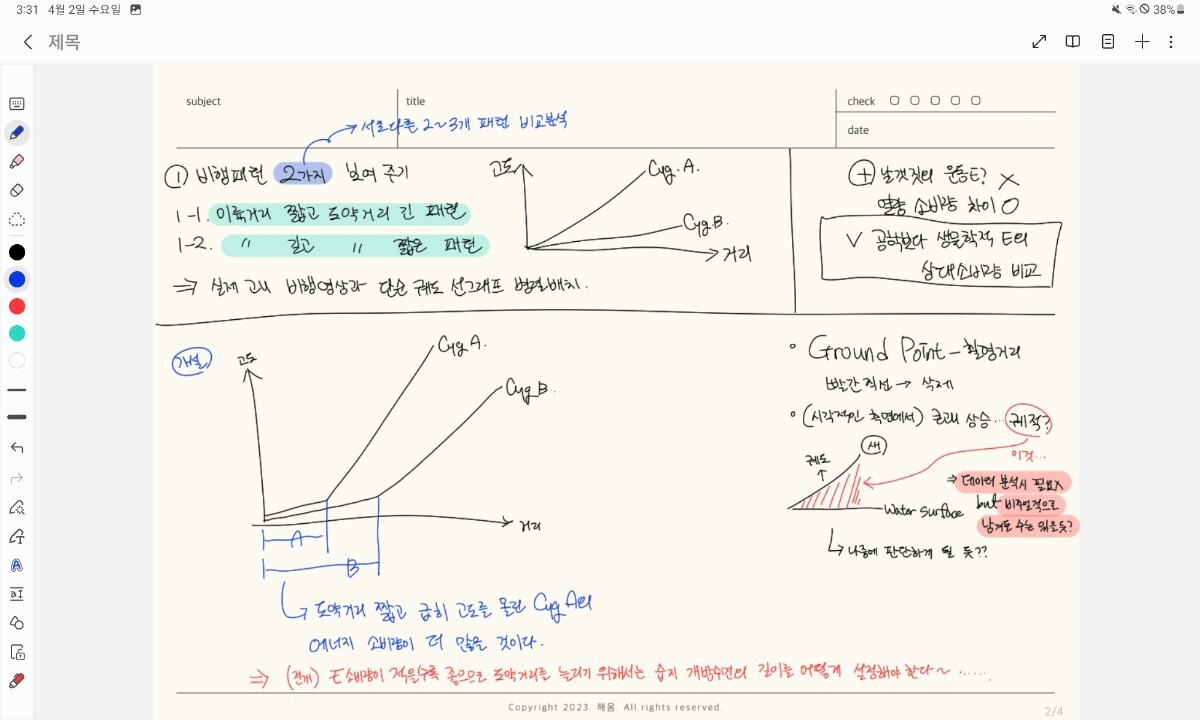 3:31 4월 2일 수요일
38%
제목
subject
title
check
date
서로다른 2~3개 패턴 비교분석
① 비행패턴 2가지 보여 주기
1-1. 이륙거리 짧고 도약거리 긴 패턴
1-2. " 길고 " 짧은 패턴
⇒ 실제 고니 비행영상과 단순 궤도 선그래프 병렬배치.
고도
Cyg.A.
Cyg B.
거리
⊕ 날갯짓의 운동E? X
열량 소비량 차이 O
V 공학보다 생물학적 E의
상대소비량 비교
가설
고도
Cyg A.
Cyg B.
거리
A
B
↳ 도약거리 짧고 급히 고도를 올린 Cyg A의
에너지 소비량이 더 많을 것이다.
⇒ (전개) E소비량이 적을수록 좋으므로 도약거리를 늘리기 위해서는 습지 개방수면의 길이를 어떻게 설정해야 한다~ ......
• Ground Point - 활명거리
빨간직선 → 삭제
• (시각적인 측면에서) 큰고니 상승... 궤적?
이것...
새
궤도
Water Surface
⇒ 데이터 분석시 필요X
but 비주얼적으로
남겨도 수는 있을듯?
↳ 나중에 판단하게 될 듯??
Copyright 2023. 해움. All rights reserved.
2/4